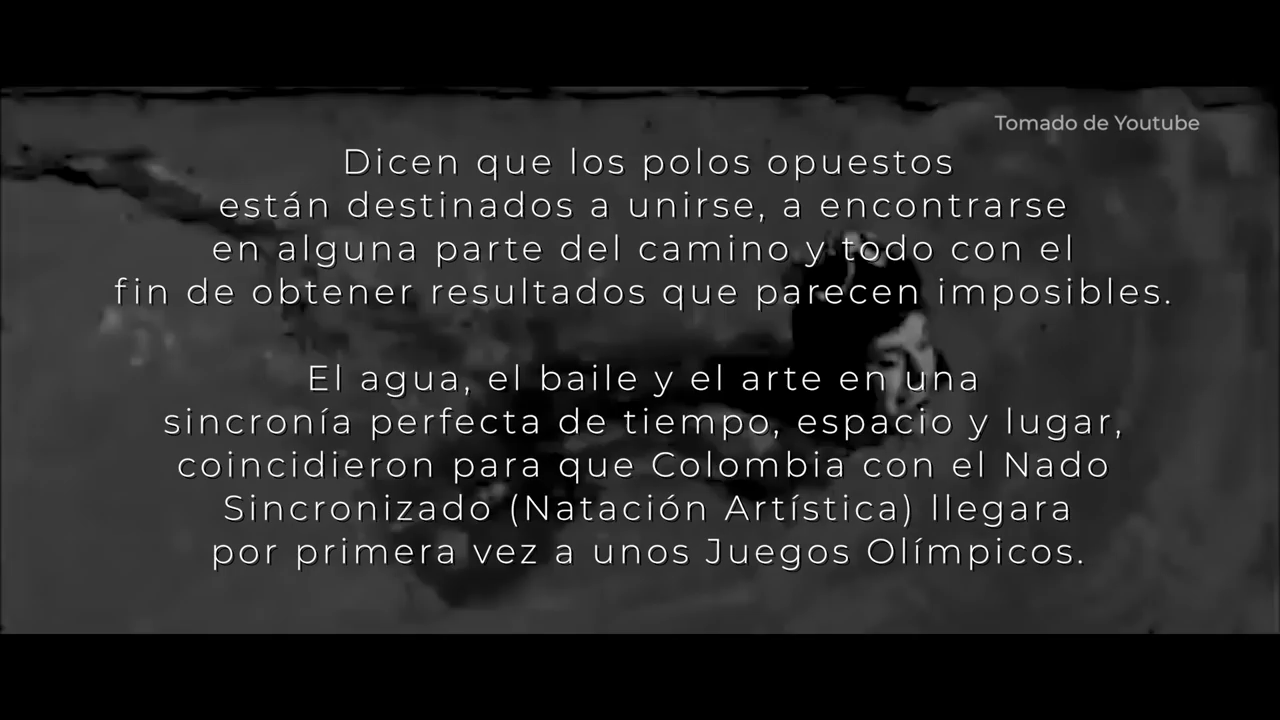 Tomado de Youtube
Dicen que los polos opuestos
están destinados a unirse, a encontrarse
en alguna parte del camino y todo con el
fin de obtener resultados que parecen imposibles.
El agua, el baile y el arte en una
sincronía perfecta de tiempo, espacio y lugar,
coincidieron para que Colombia con el Nado
Sincronizado (Natación Artística) llegara
por primera vez a unos Juegos Olímpicos.